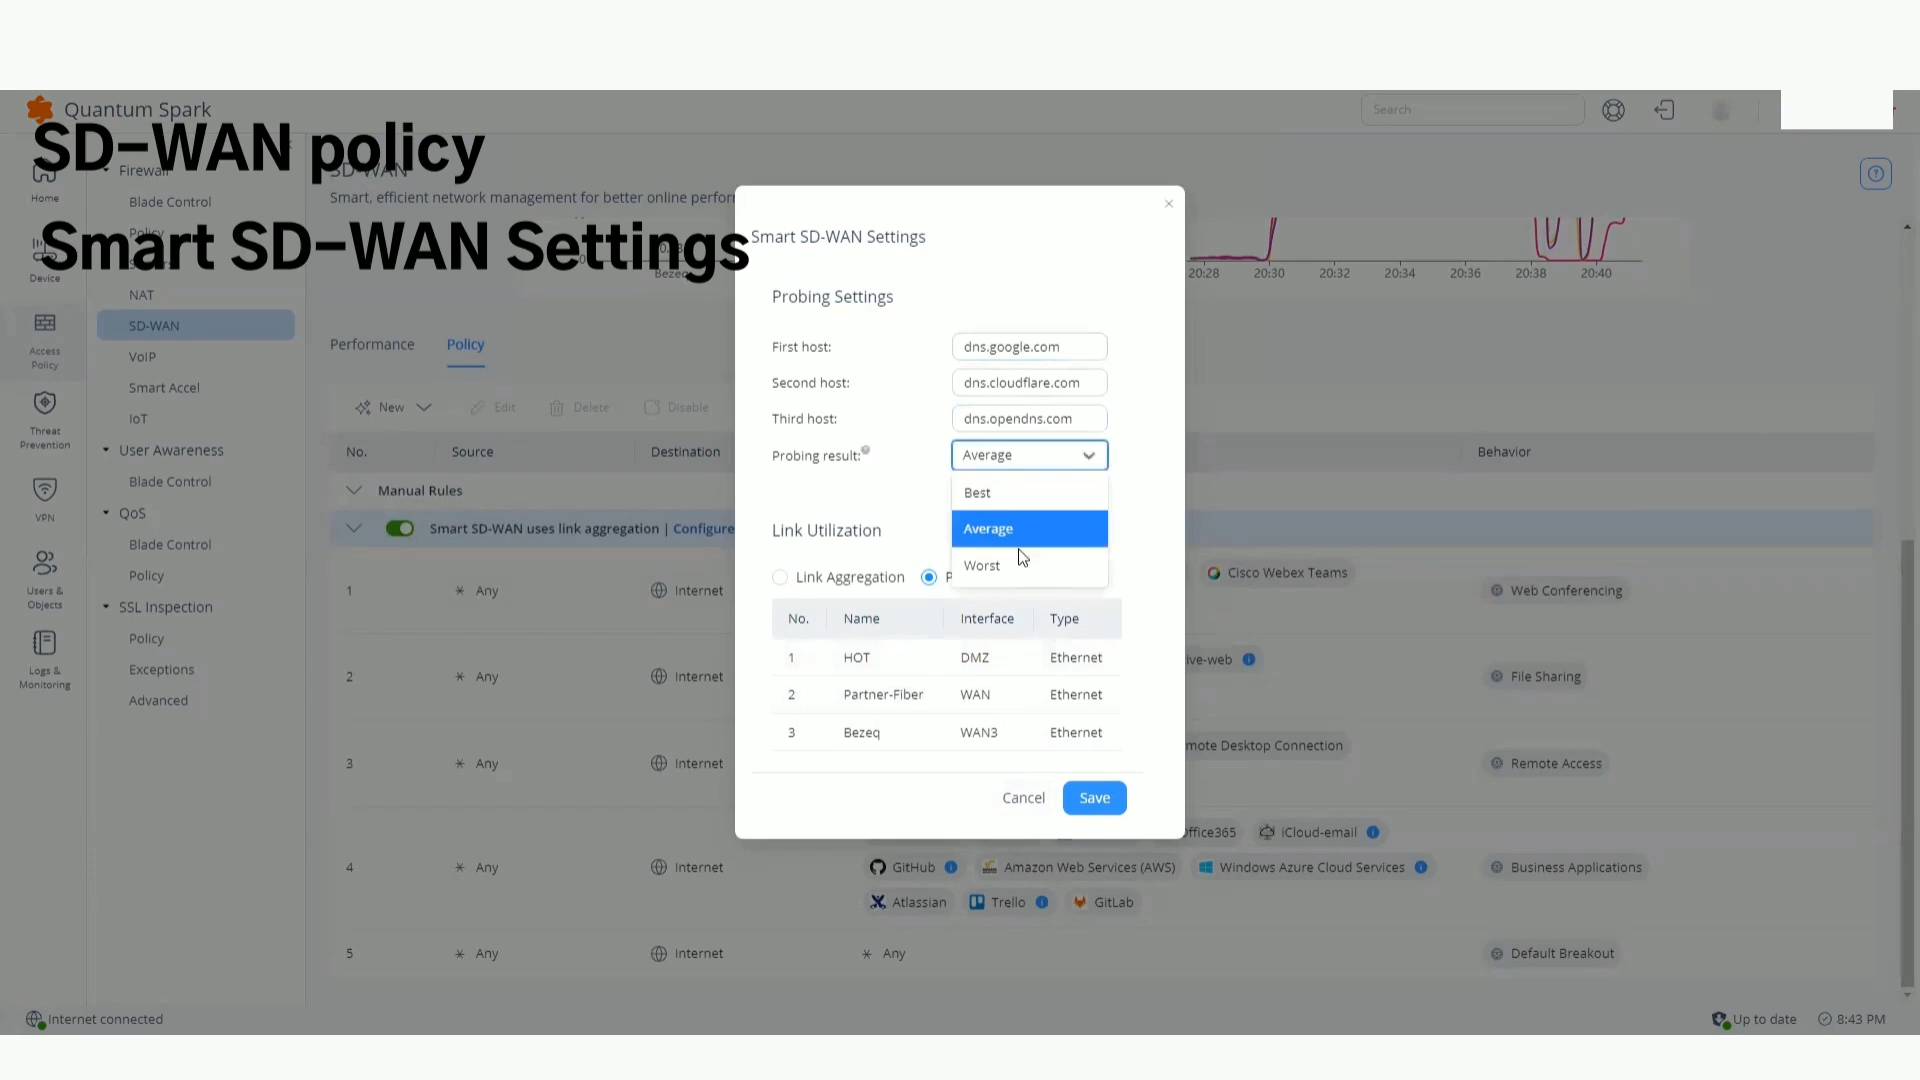 Quantum Spark
Search
SD-WAN policy
Smart SD-WAN Settings
Home
Device
Access
Policy
Threat
Prevention
VPN
Users &
Objects
Logs &
Monitoring
Firewall
Blade Control
Policy
NAT
SD-WAN
VoIP
Smart Accel
IoT
User Awareness
Blade Control
QoS
Blade Control
Policy
SSL Inspection
Policy
Exceptions
Advanced
SD-WAN
Smart, efficient network management for better online perfor
Bezeq
20:28 20:30 20:32 20:34 20:36 20:38 20:40
Performance Policy
New Edit Delete Disable
No. Source Destination Behavior
Manual Rules
Smart SD-WAN uses link aggregation | Configure
1 Any Internet Cisco Webex Teams Web Conferencing
2 Any Internet ive-web File Sharing
3 Any Internet mote Desktop Connection Remote Access
ffice365 iCloud-email
4 Any Internet GitHub Amazon Web Services (AWS) Windows Azure Cloud Services Business Applications
Atlassian Trello GitLab
5 Any Internet Any Default Breakout
Smart SD-WAN Settings
Probing Settings
First host: dns.google.com
Second host: dns.cloudflare.com
Third host: dns.opendns.com
Probing result: Average
Best
Average
Worst
Link Utilization
Link Aggregation P
No. Name Interface Type
1 HOT DMZ Ethernet
2 Partner-Fiber WAN Ethernet
3 Bezeq WAN3 Ethernet
Cancel Save
Internet connected
Up to date 8:43 PM